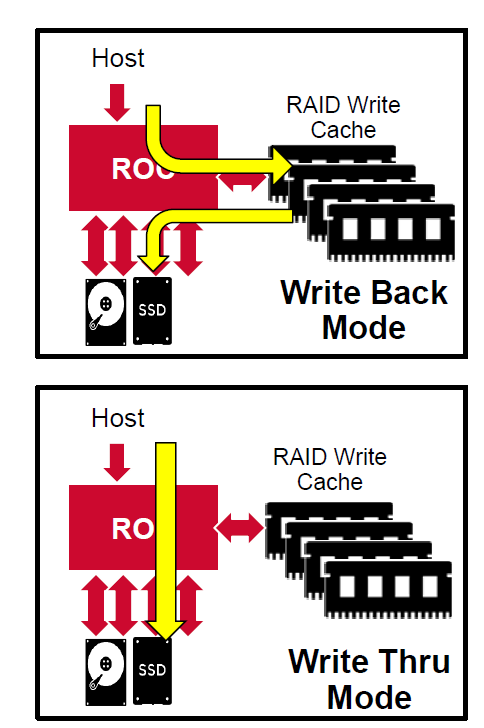 Host
RAID Write
Cache
ROC
SSD
Write Back
Mode
Host
RAID Write
Cache
RO
SSD
Write Thru
Mode